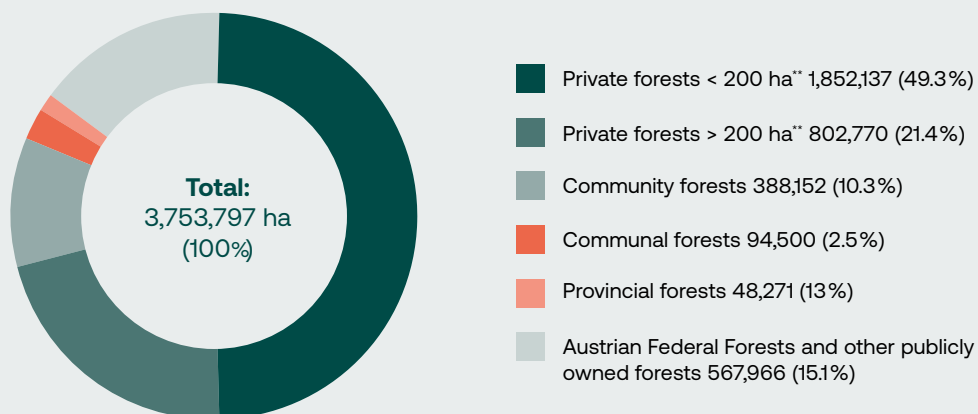 Total:
3,753,797 ha
(100%)
Private forests < 200 ha** 1,852,137 (49.3%)
Private forests > 200 ha** 802,770 (21.4%)
Community forests 388,152 (10.3%)
Communal forests 94,500 (2.5%)
Provincial forests 48,271 (13%)
Austrian Federal Forests and other publicly
owned forests 567,966 (15.1%)